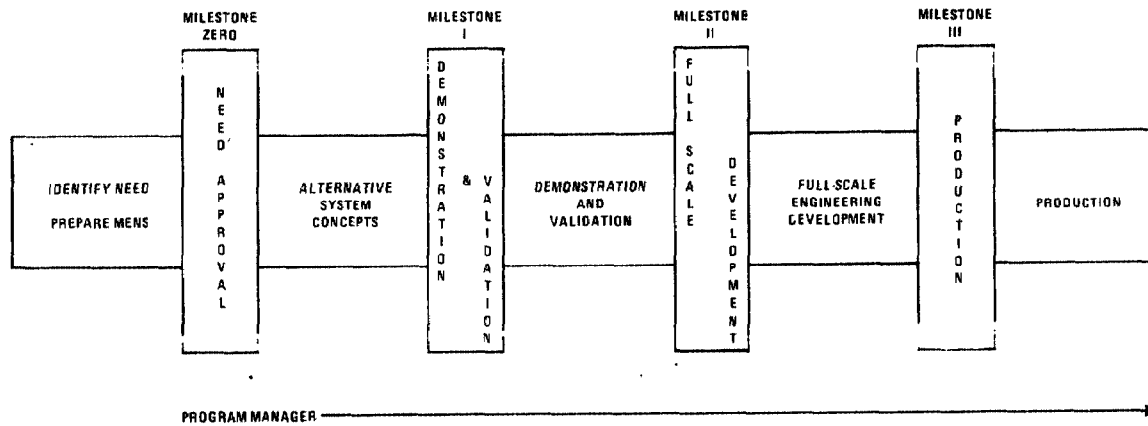 MILESTONE
ZERO
MILESTONE
I
MILESTONE
II
MILESTONE
III
IDENTIFY NEED
PREPARE MENS
NEED APPROVAL
ALTERNATIVE
SYSTEM
CONCEPTS
DEMONSTRATION
&
VALIDATION
DEMONSTRATION
AND
VALIDATION
FULL SCALE
DEVELOPMENT
FULL-SCALE
ENGINEERING
DEVELOPMENT
PRODUCTION
PRODUCTION
PROGRAM MANAGER